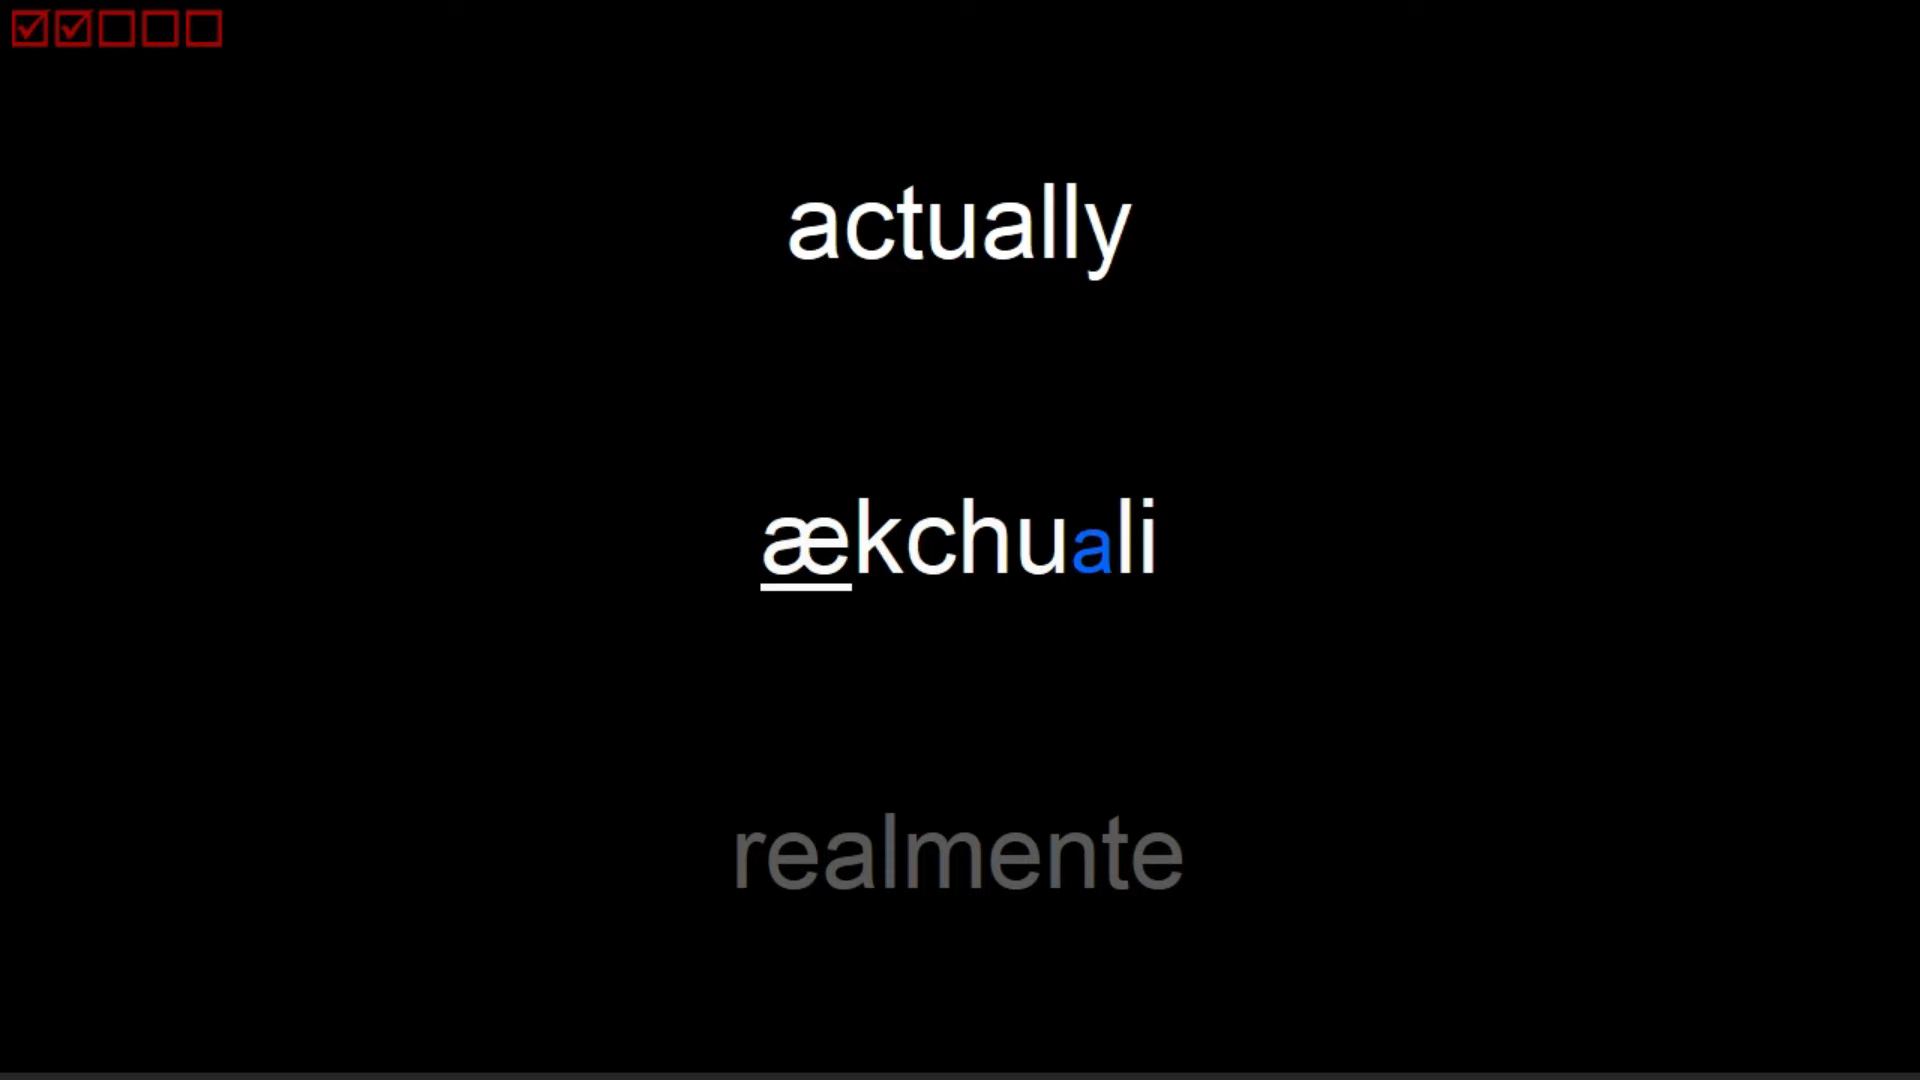 ☑☑☐☐☐
actually
ækchuali
realmente